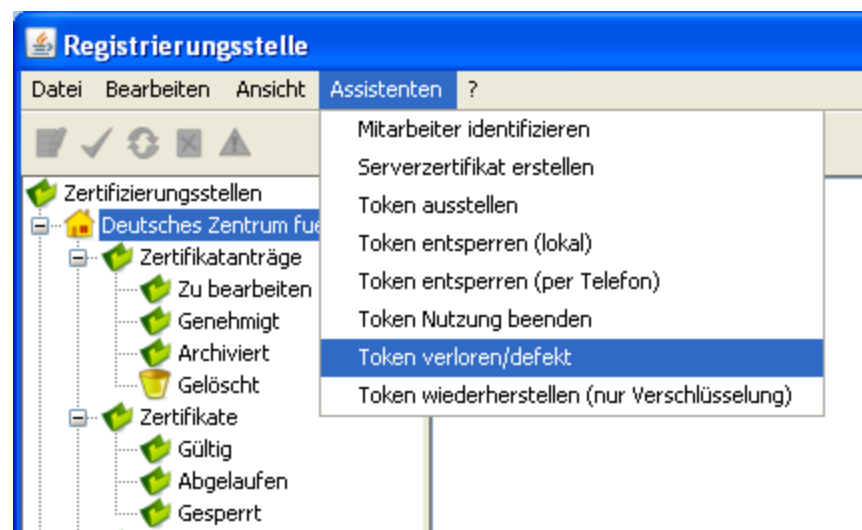 Registrierungsstelle
Datei Bearbeiten Ansicht Assistenten ?
Mitarbeiter identifizieren
Serverzertifikat erstellen
Token ausstellen
Token entsperren (lokal)
Token entsperren (per Telefon)
Token Nutzung beenden
Token verloren/defekt
Token wiederherstellen (nur Verschlüsselung)
Zertifizierungsstellen
Deutsches Zentrum fue
Zertifikatanträge
Zu bearbeiten
Genehmigt
Archiviert
Gelöscht
Zertifikate
Gültig
Abgelaufen
Gesperrt